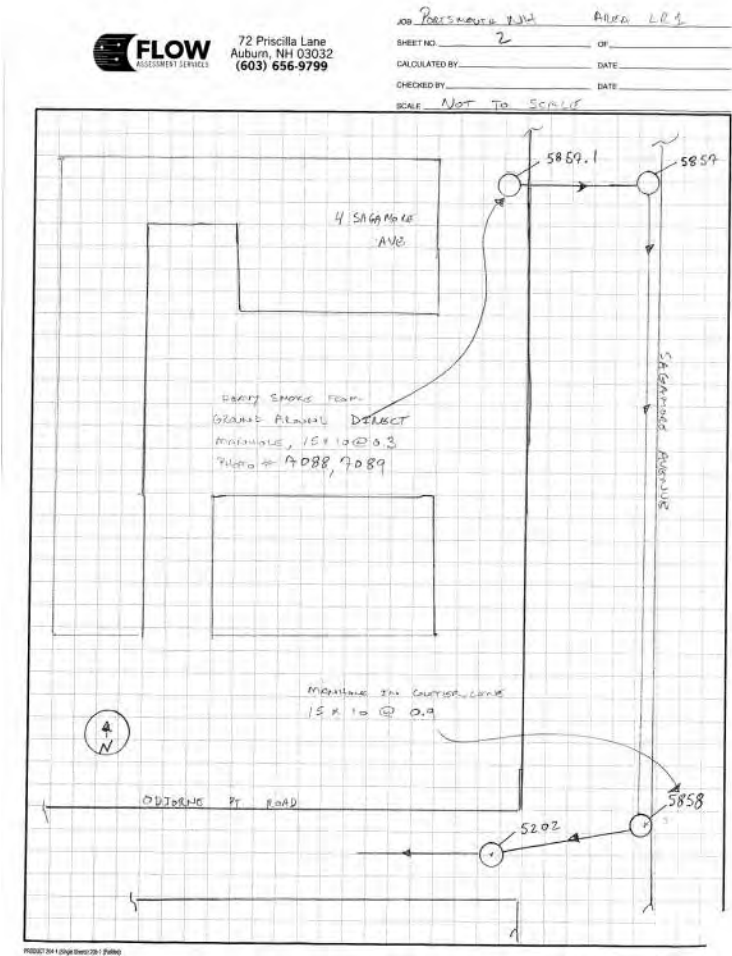 FLOW
ASSESSMENT SERVICES
72 Priscilla Lane
Auburn, NH 03032
(603) 656-9799
JOB PORTSMOUTH NH AREA LR1
SHEET NO. 2 OF
CALCULATED BY DATE
CHECKED BY DATE
SCALE NOT TO SCALE
5857.1
5857
4 SAGAMORE
AVE
SAGAMORE AVENUE
HEAVY SMOKE FROM
GROUND AROUND DIRECT
MANHOLE, 15 x 10 @ 0.3
PHOTO # 7088, 7089
MANHOLE IN GUTTER LINE
15 x 10 @ 0.9
N
ODIORNE PT ROAD
5858
5202